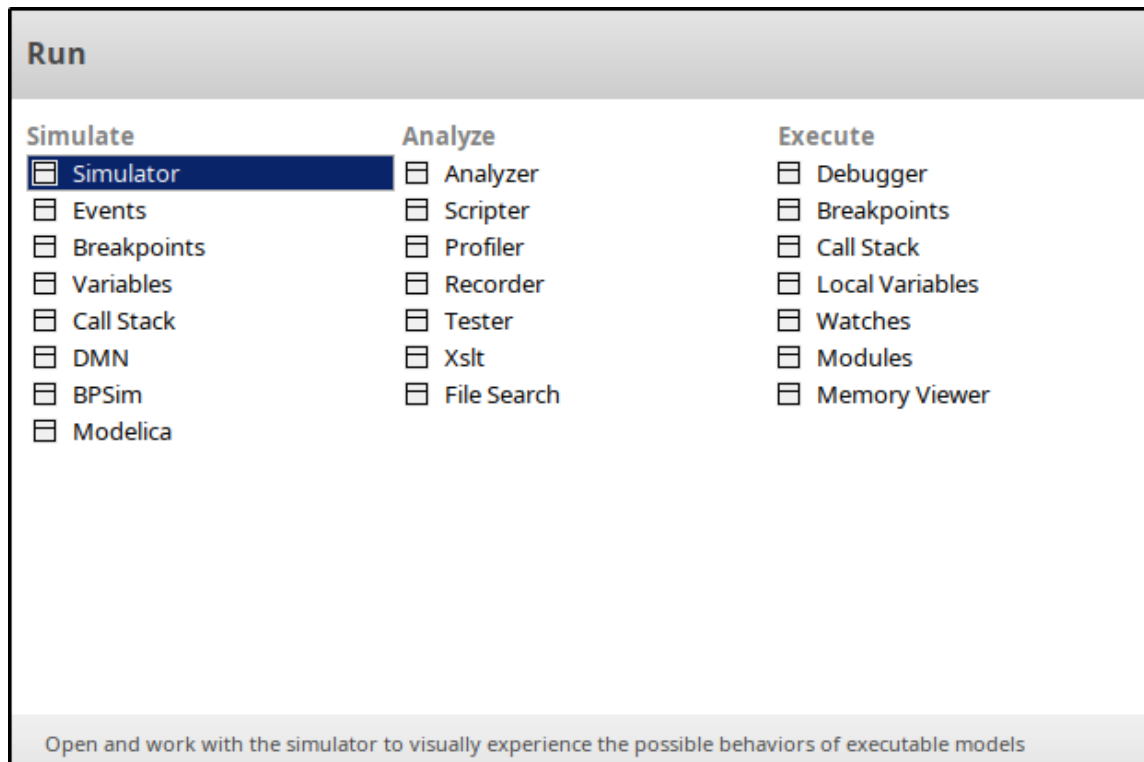 Run
Simulate
Simulator
Events
Breakpoints
Variables
Call Stack
DMN
BPSim
Modelica
Analyze
Analyzer
Scripter
Profiler
Recorder
Tester
Xslt
File Search
Execute
Debugger
Breakpoints
Call Stack
Local Variables
Watches
Modules
Memory Viewer
Open and work with the simulator to visually experience the possible behaviors of executable models